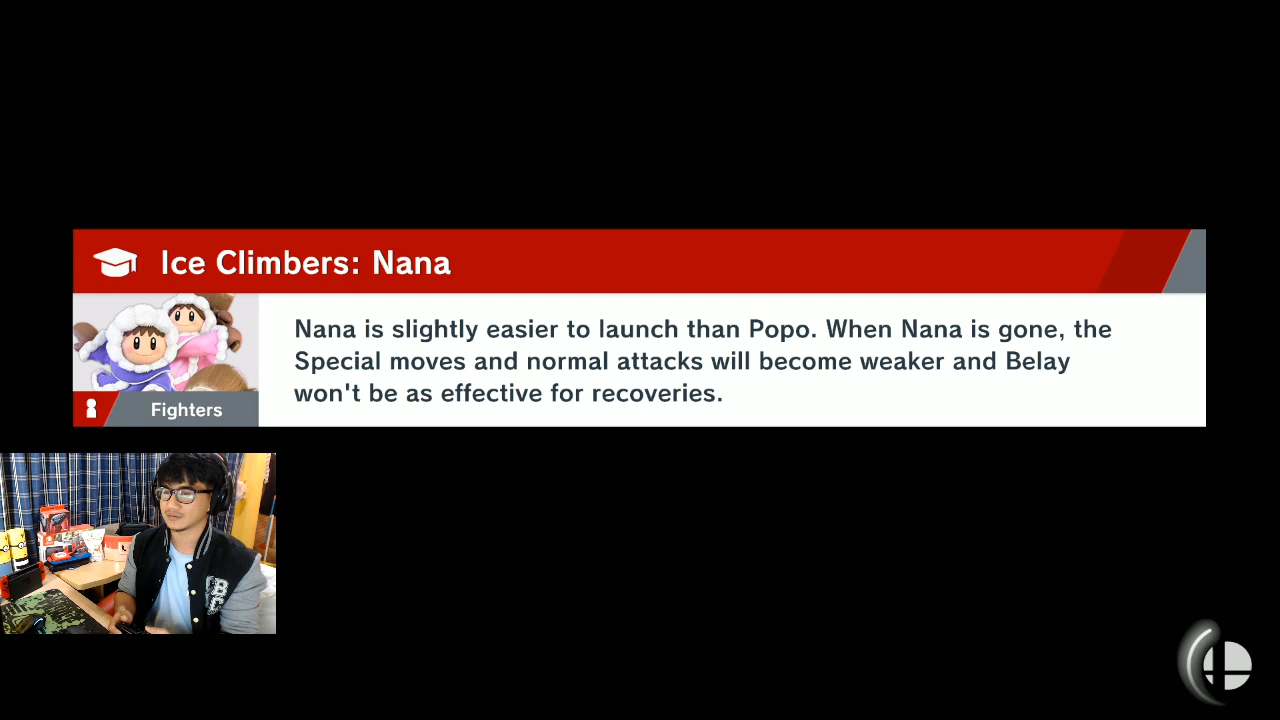 Ice Climbers: Nana
Nana is slightly easier to launch than Popo. When Nana is gone, the
Special moves and normal attacks will become weaker and Belay
won't be as effective for recoveries.
Fighters